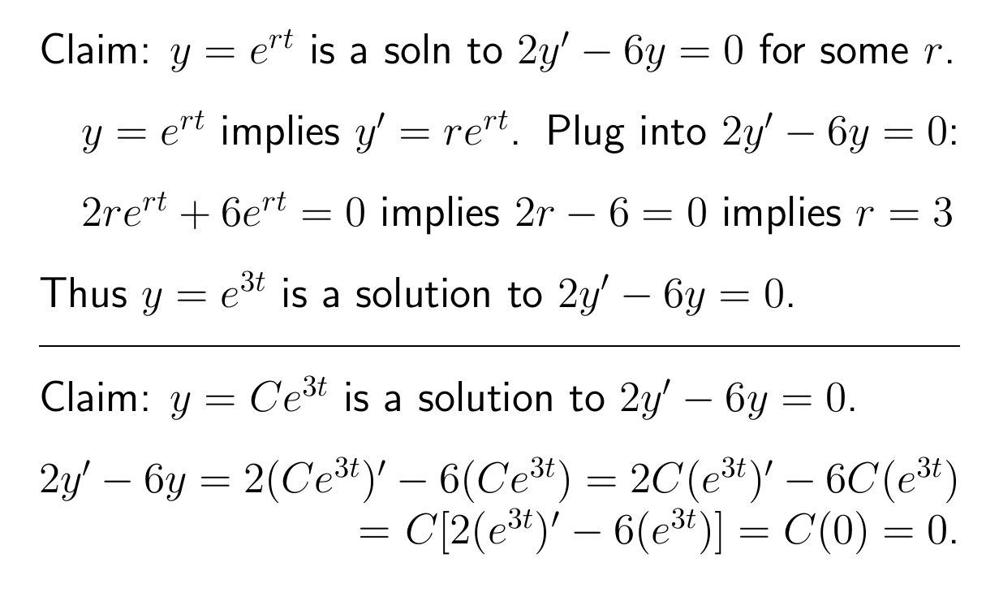 Claim: $y = e^{rt}$ is a soln to $2y' - 6y = 0$ for some $r$.
$y = e^{rt}$ implies $y' = re^{rt}$. Plug into $2y' - 6y = 0$:
$2re^{rt} + 6e^{rt} = 0$ implies $2r - 6 = 0$ implies $r = 3$
Thus $y = e^{3t}$ is a solution to $2y' - 6y = 0$.
Claim: $y = Ce^{3t}$ is a solution to $2y' - 6y = 0$.
$2y' - 6y = 2(Ce^{3t})' - 6(Ce^{3t}) = 2C(e^{3t})' - 6C(e^{3t})$
$= C[2(e^{3t})' - 6(e^{3t})] = C(0) = 0.$